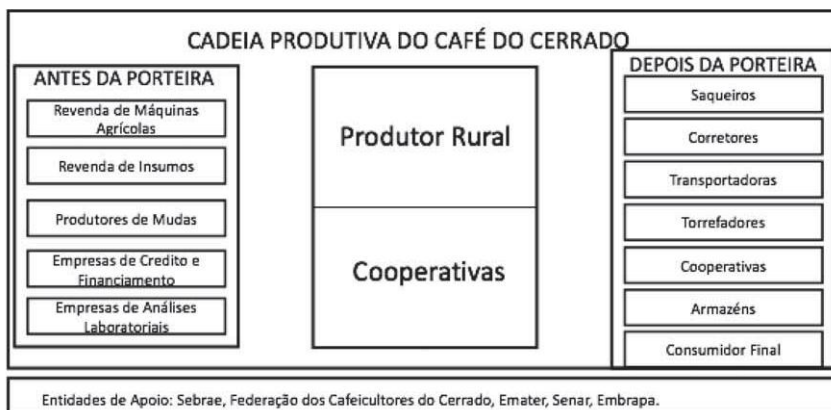 CADEIA PRODUTIVA DO CAFÉ DO CERRADO
ANTES DA PORTEIRA
Revenda de Máquinas
Agrícolas
Revenda de Insumos
Produtores de Mudas
Empresas de Credito e
Financiamento
Empresas de Análises
Laboratoriais
Produtor Rural
Cooperativas
DEPOIS DA PORTEIRA
Saqueiros
Corretores
Transportadoras
Torrefadores
Cooperativas
Armazéns
Consumidor Final
Entidades de Apoio: Sebrae, Federação dos Cafeicultores do Cerrado, Emater, Senar, Embrapa.